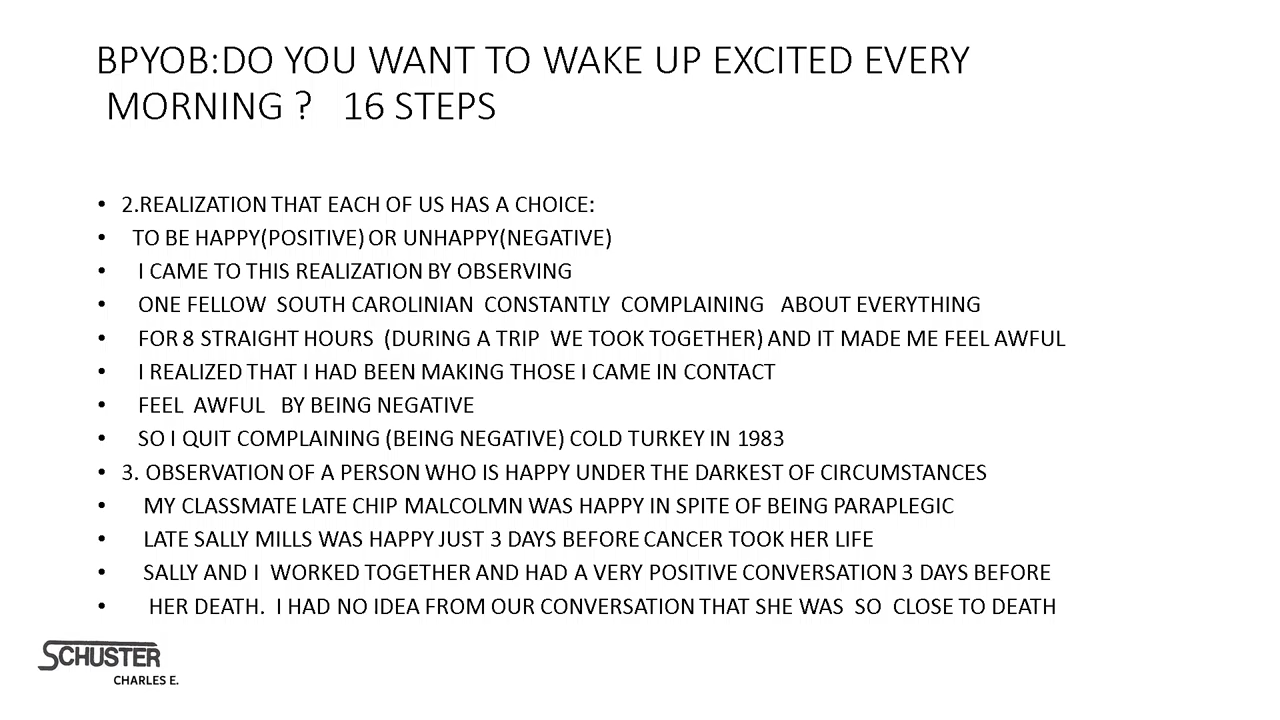 BPYOB:DO YOU WANT TO WAKE UP EXCITED EVERY
MORNING ? 16 STEPS
• 2.REALIZATION THAT EACH OF US HAS A CHOICE:
• TO BE HAPPY(POSITIVE) OR UNHAPPY(NEGATIVE)
• I CAME TO THIS REALIZATION BY OBSERVING
• ONE FELLOW SOUTH CAROLINIAN CONSTANTLY COMPLAINING ABOUT EVERYTHING
• FOR 8 STRAIGHT HOURS (DURING A TRIP WE TOOK TOGETHER) AND IT MADE ME FEEL AWFUL
• I REALIZED THAT I HAD BEEN MAKING THOSE I CAME IN CONTACT
• FEEL AWFUL BY BEING NEGATIVE
• SO I QUIT COMPLAINING (BEING NEGATIVE) COLD TURKEY IN 1983
• 3. OBSERVATION OF A PERSON WHO IS HAPPY UNDER THE DARKEST OF CIRCUMSTANCES
• MY CLASSMATE LATE CHIP MALCOLMN WAS HAPPY IN SPITE OF BEING PARAPLEGIC
• LATE SALLY MILLS WAS HAPPY JUST 3 DAYS BEFORE CANCER TOOK HER LIFE
• SALLY AND I WORKED TOGETHER AND HAD A VERY POSITIVE CONVERSATION 3 DAYS BEFORE
• HER DEATH. I HAD NO IDEA FROM OUR CONVERSATION THAT SHE WAS SO CLOSE TO DEATH
SCHUSTER
CHARLES E.